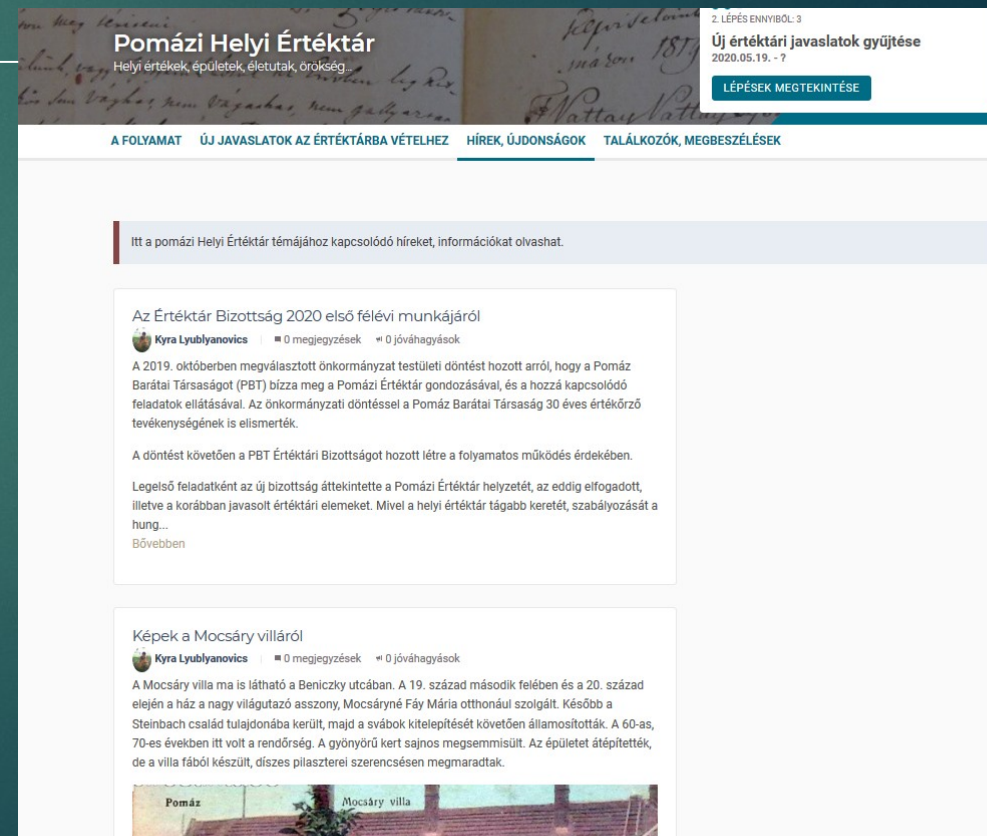 Pomázi Helyi Értéktár
Helyi értékek, épületek, életutak, örökség...
2. LÉPÉS ENNYIBŐL: 3
Új értéktári javaslatok gyűjtése
2020.05.19. - ?
LÉPÉSEK MEGTEKINTÉSE
A FOLYAMAT ÚJ JAVASLATOK AZ ÉRTÉKTÁRBA VÉTELHEZ HÍREK, ÚJDONSÁGOK TALÁLKOZÓK, MEGBESZÉLÉSEK
Itt a pomázi Helyi Értéktár témájához kapcsolódó híreket, információkat olvashat.
Az Értéktár Bizottság 2020 első félévi munkájáról
Kyra Lyublyanovics 0 megjegyzések 0 jóváhagyások
A 2019. októberben megválasztott önkormányzat testületi döntést hozott arról, hogy a Pomáz
Barátai Társaságot (PBT) bízza meg a Pomázi Értéktár gondozásával, és a hozzá kapcsolódó
feladatok ellátásával. Az önkormányzati döntéssel a Pomáz Barátai Társaság 30 éves értékőrző
tevékenységének is elismerték.
A döntést követően a PBT Értéktári Bizottságot hozott létre a folyamatos működés érdekében.
Legelső feladatként az új bizottság áttekintette a Pomázi Értéktár helyzetét, az eddig elfogadott,
illetve a korábban javasolt értéktári elemeket. Mivel a helyi értéktár tágabb keretét, szabályozását a
hung...
Bővebben
Képek a Mocsáry villáról
Kyra Lyublyanovics 0 megjegyzések 0 jóváhagyások
A Mocsáry villa ma is látható a Beniczky utcában. A 19. század második felében és a 20. század
elején a ház a nagy világutazó asszony, Mocsáryné Fáy Mária otthonául szolgált. Később a
Steinbach család tulajdonába került, majd a svábok kitelepítését követően államosították. A 60-as,
70-es években itt volt a rendőrség. A gyönyörű kert sajnos megsemmisült. Az épületet átépítették,
de a villa fából készült, díszes pilaszterei szerencsésen megmaradtak.
Pomáz Mocsáry villa